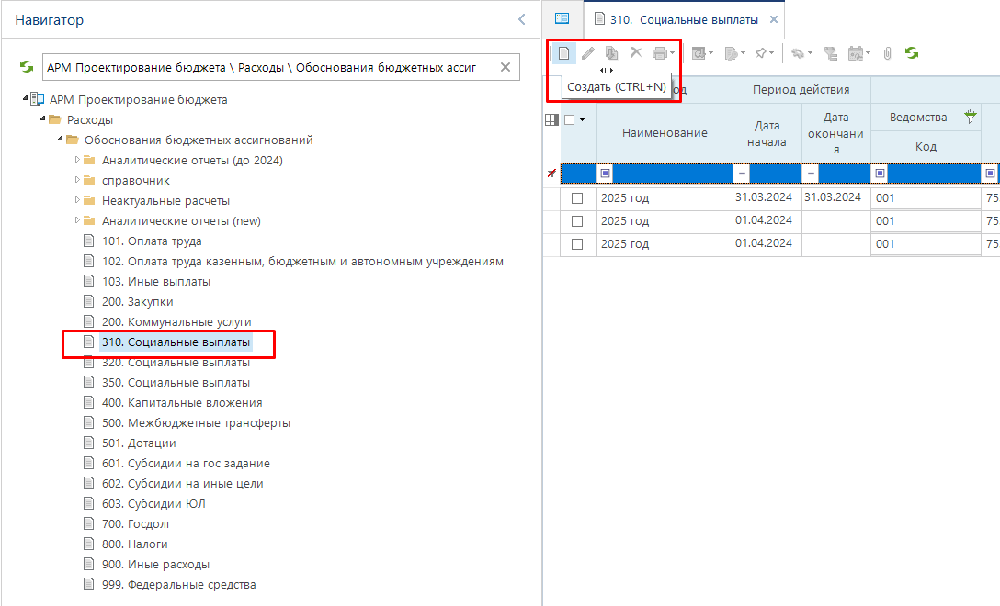 Навигатор
АРМ Проектирование бюджета \ Расходы \ Обоснования бюджетных ассиг
АРМ Проектирование бюджета
Расходы
Обоснования бюджетных ассигнований
Аналитические отчеты (до 2024)
справочник
Неактуальные расчеты
Аналитические отчеты (new)
101. Оплата труда
102. Оплата труда казенным, бюджетным и автономным учреждениям
103. Иные выплаты
200. Закупки
200. Коммунальные услуги
310. Социальные выплаты
320. Социальные выплаты
350. Социальные выплаты
400. Капитальные вложения
500. Межбюджетные трансферты
501. Дотации
601. Субсидии на гос задание
602. Субсидии на иные цели
603. Субсидии ЮЛ
700. Госдолг
800. Налоги
900. Иные расходы
999. Федеральные средства
310. Социальные выплаты
Создать (CTRL+N)
од
Период действия
Наименование
Дата начала
Дата окончани я
Ведомства
Код
2025 год 31.03.2024 31.03.2024 001 75
2025 год 01.04.2024 001 75
2025 год 01.04.2024 001 75